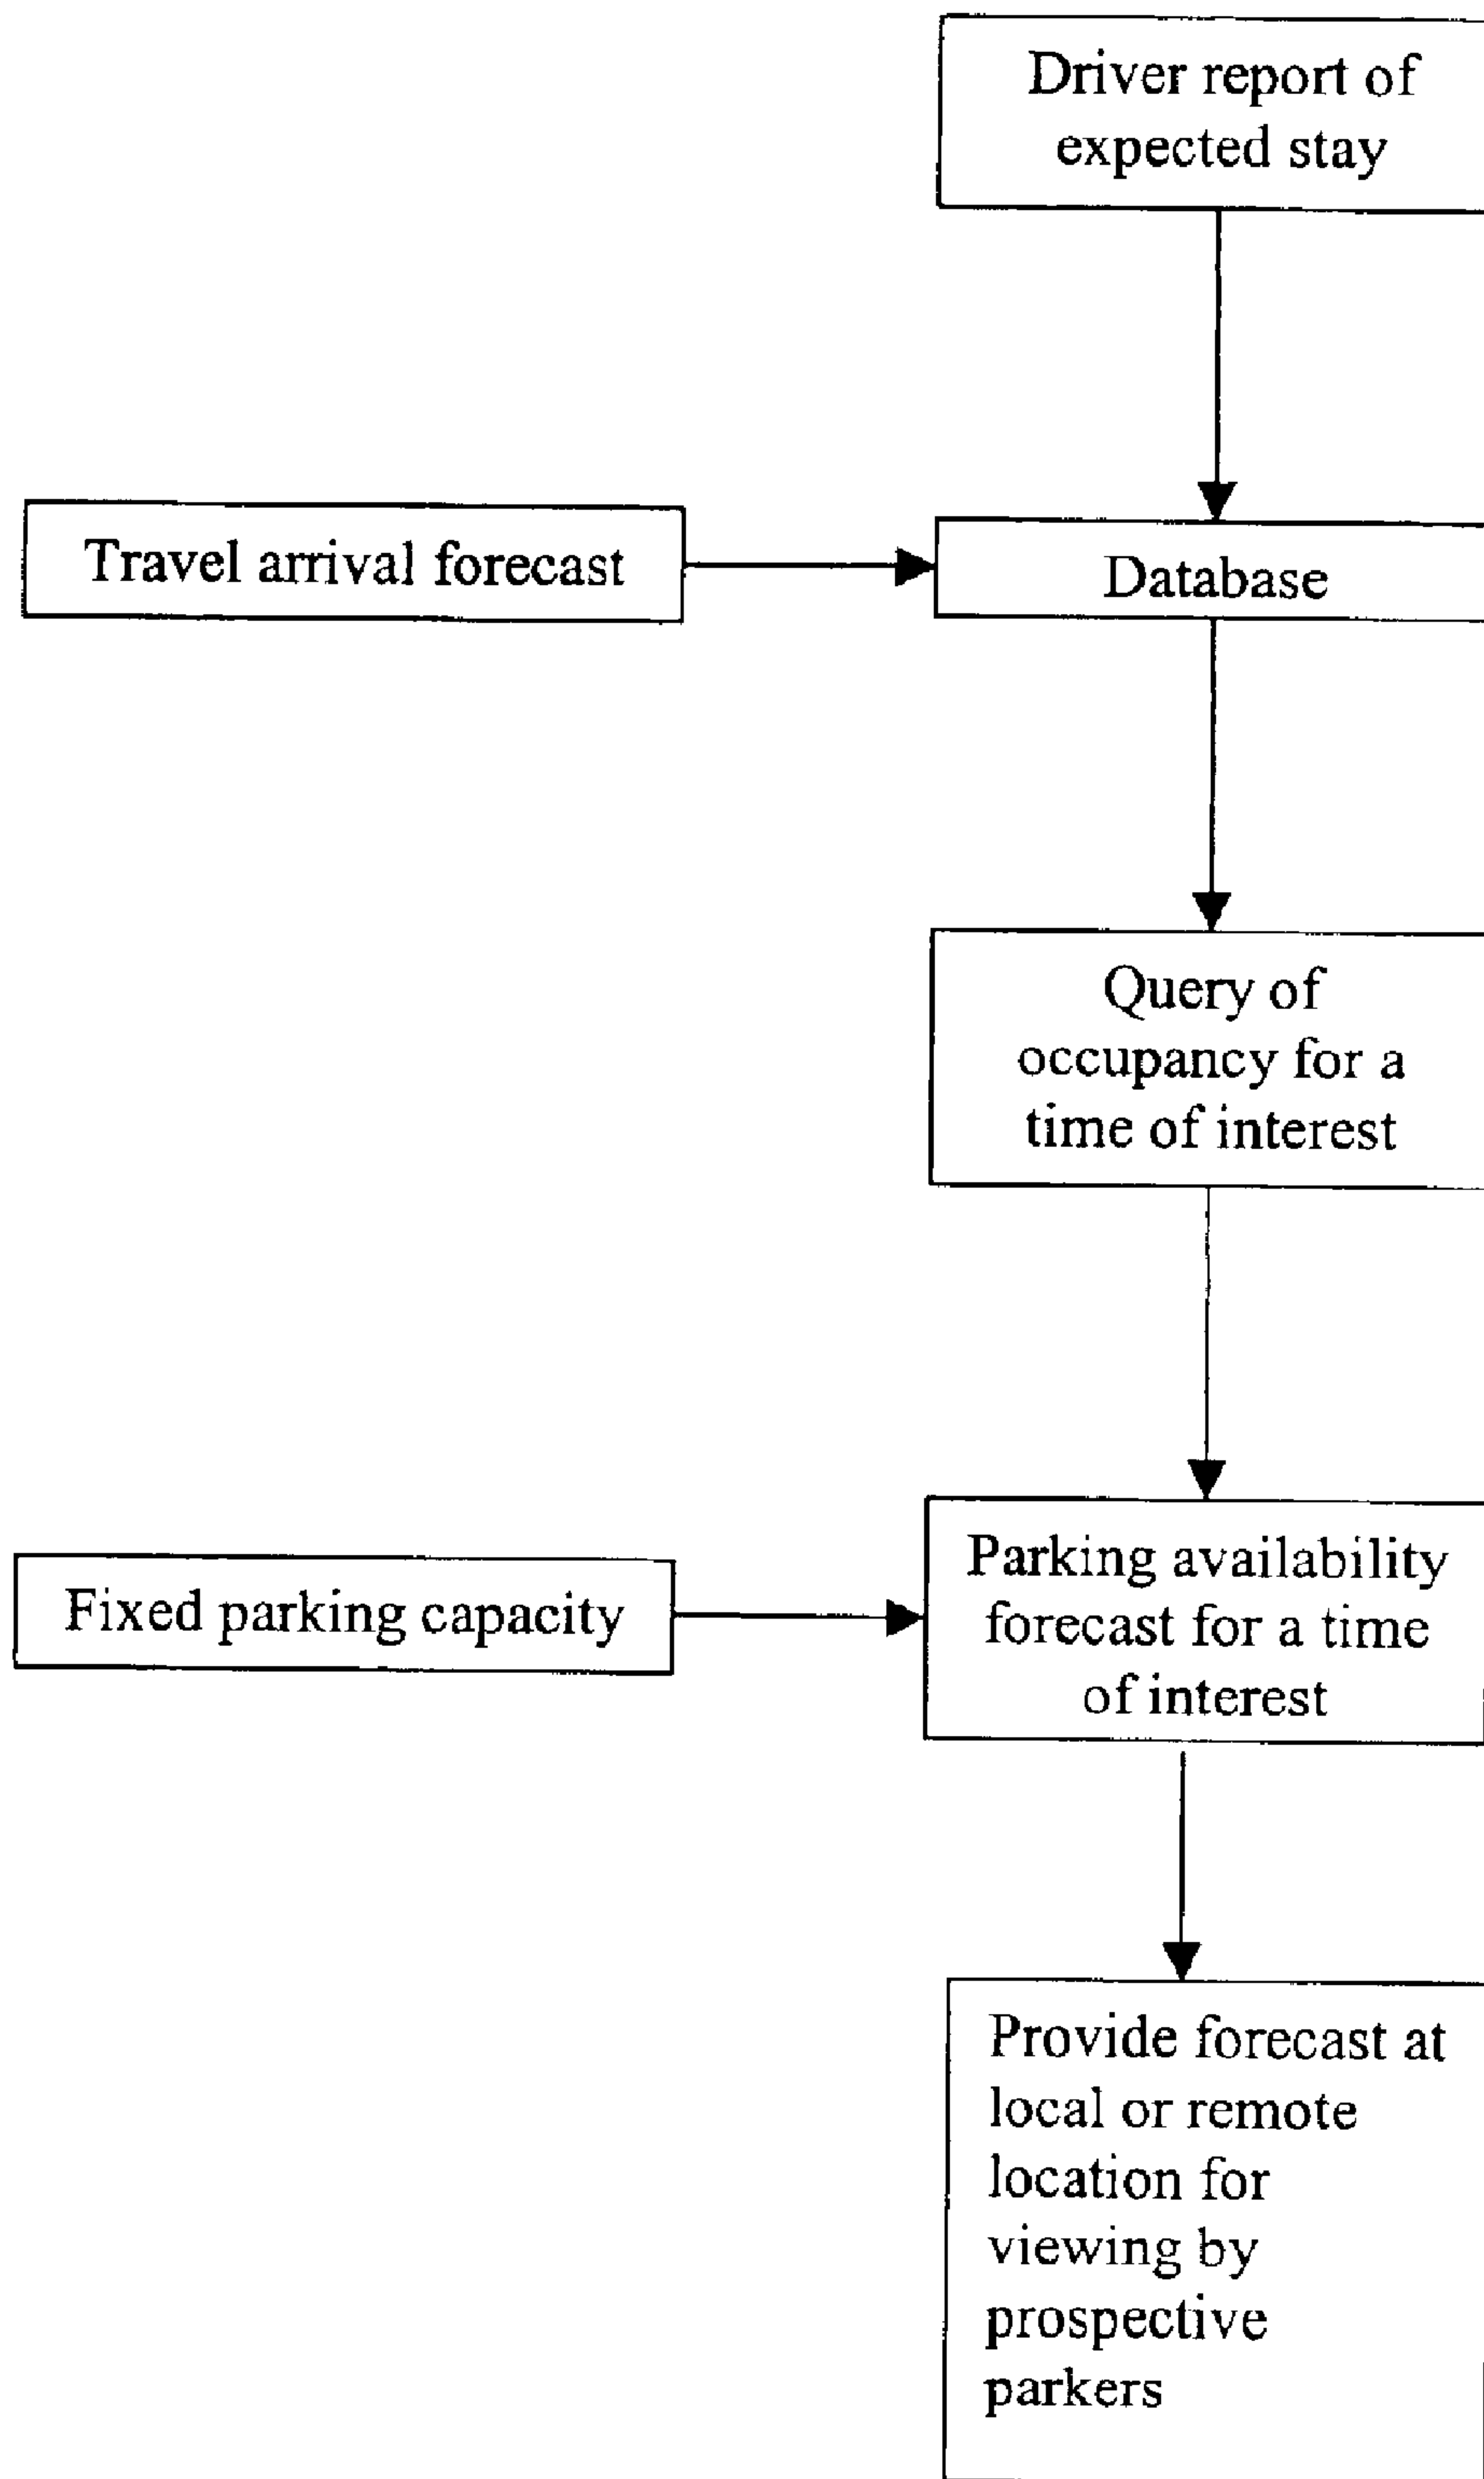 Driver report of
expected stay
Travel arrival forecast
Database
Query of
occupancy for a
time of interest
Fixed parking capacity
Parking availability
forecast for a time
of interest
Provide forecast at
local or remote
location for
viewing by
prospective
parkers